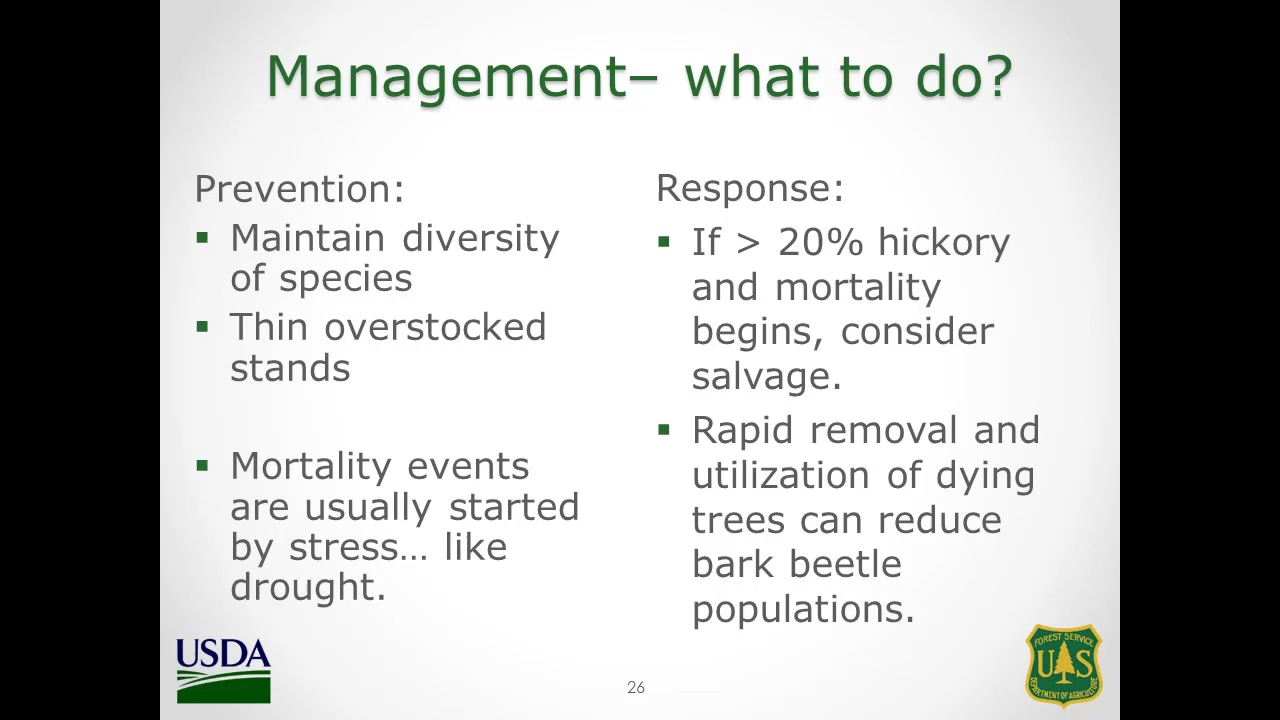 Management– what to do?
Prevention:
▪ Maintain diversity
of species
▪ Thin overstocked
stands
▪ Mortality events
are usually started
by stress… like
drought.
Response:
▪ If > 20% hickory
and mortality
begins, consider
salvage.
▪ Rapid removal and
utilization of dying
trees can reduce
bark beetle
populations.
USDA
26
FOREST SERVICE
U S
DEPARTMENT OF AGRICULTURE